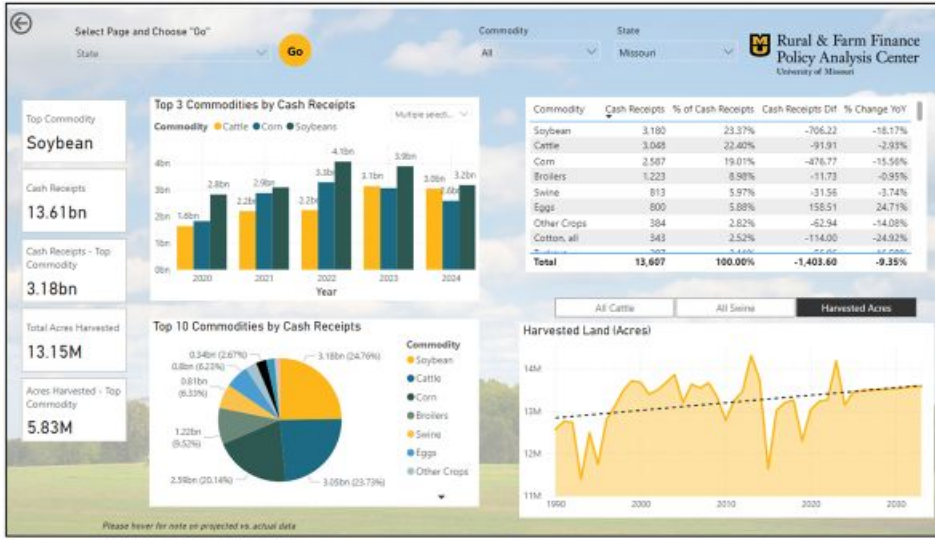 Select Page and Choose "Go"
State
Go
Commodity
All
State
Missouri
Rural & Farm Finance
Policy Analysis Center
University of Missouri
Top Commodity
Soybean
Cash Receipts
13.61bn
Cash Receipts - Top
Commodity
3.18bn
Total Acres Harvested
13.15M
Acres Harvested - Top
Commodity
5.83M
Top 3 Commodities by Cash Receipts
Multiple selecti...
Commodity Cattle Corn Soybeans
4bn
3bn
2bn
1bn
0bn
1.6bn
2.8bn
2.2bn
2.9bn
2.2bn
3.3bn
4.1bn
3.1bn
3.9bn
3.0bn
2.6bn
3.2bn
2020 2021 2022 2023 2024
Year
Commodity Cash Receipts % of Cash Receipts Cash Receipts Dif % Change YoY
Soybean 3,180 23.37% -706.22 -18.17%
Cattle 3,048 22.40% -91.91 -2.93%
Corn 2,587 19.01% -476.77 -15.56%
Broilers 1,223 8.98% -11.73 -0.95%
Swine 813 5.97% -31.56 -3.74%
Eggs 800 5.88% 158.51 24.71%
Other Crops 384 2.82% -62.94 -14.08%
Cotton, all 343 2.52% -114.00 -24.92%
Total 13,607 100.00% -1,403.60 -9.35%
Top 10 Commodities by Cash Receipts
0.34bn (2.67%)
0.8bn (6.23%)
0.81bn
(6.33%)
1.22bn
(9.52%)
2.59bn (20.14%)
3.05bn (23.73%)
3.18bn (24.76%)
Commodity
Soybean
Cattle
Corn
Broilers
Swine
Eggs
Other Crops
All Cattle
All Swine
Harvested Acres
Harvested Land (Acres)
14M
13M
12M
11M
1990 2000 2010 2020 2030
Please hover for note on projected vs. actual data